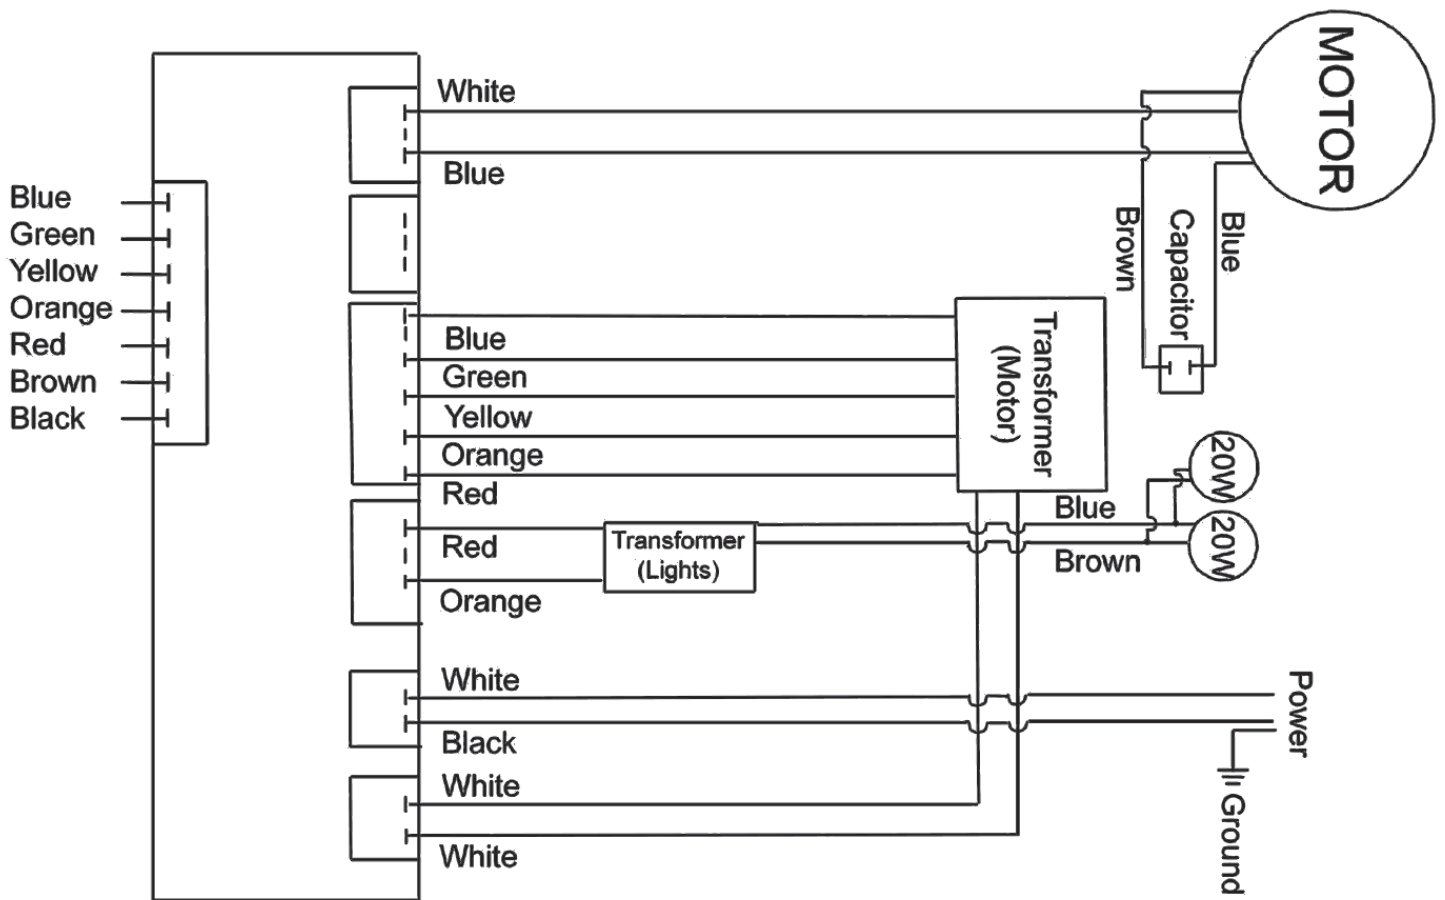 White
MOTOR
Blue
Blue
Green
Yellow
Orange
Red
Brown
Black
Brown
Capacitor
Blue
Transformer
(Motor)
Blue
Green
Yellow
Orange
Red
20W
20W
Blue
Brown
Red
Transformer
(Lights)
Orange
White
Black
Power
White
White
Ground